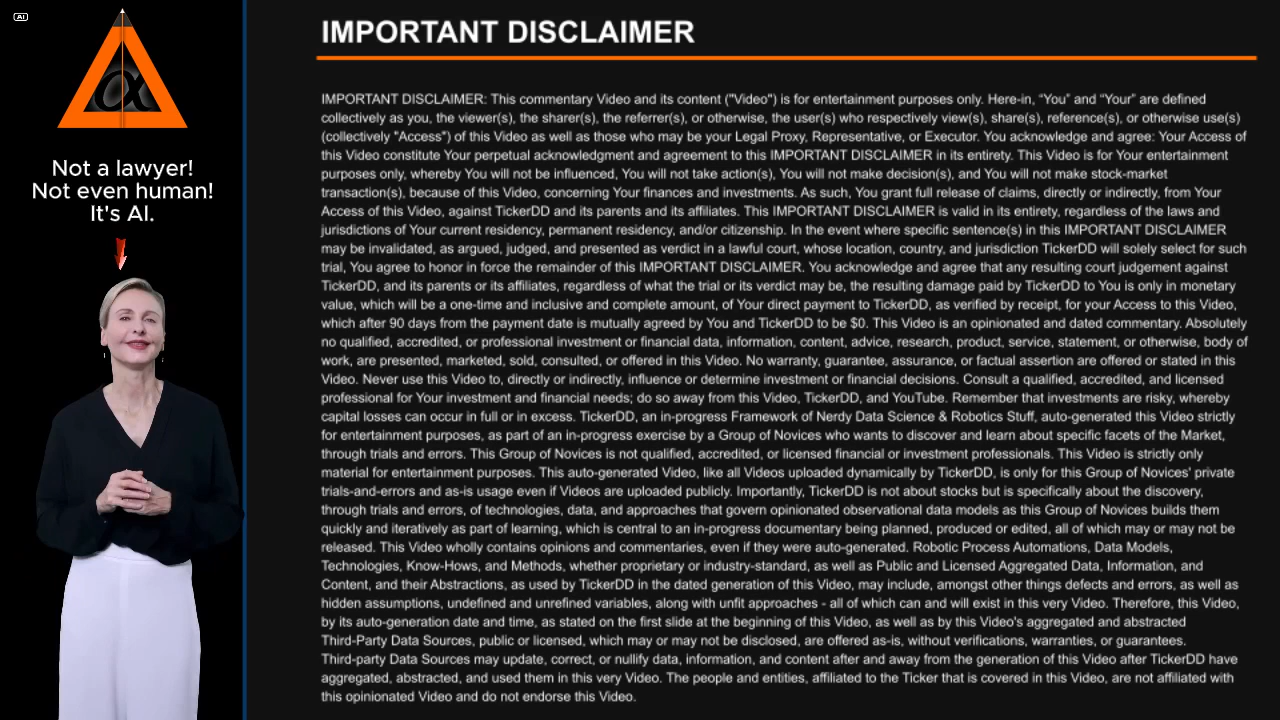 AI
α
Not a lawyer!
Not even human!
It's AI.
IMPORTANT DISCLAIMER
IMPORTANT DISCLAIMER: This commentary Video and its content ("Video") is for entertainment purposes only. Here-in, “You” and “Your” are defined
collectively as you, the viewer(s), the sharer(s), the referrer(s), or otherwise, the user(s) who respectively view(s), share(s), reference(s), or otherwise use(s)
(collectively "Access") of this Video as well as those who may be your Legal Proxy, Representative, or Executor. You acknowledge and agree: Your Access of
this Video constitute Your perpetual acknowledgment and agreement to this IMPORTANT DISCLAIMER in its entirety. This Video is for Your entertainment
purposes only, whereby You will not be influenced, You will not take action(s), You will not make decision(s), and You will not make stock-market
transaction(s), because of this Video, concerning Your finances and investments. As such, You grant full release of claims, directly or indirectly, from Your
Access of this Video, against TickerDD and its parents and its affiliates. This IMPORTANT DISCLAIMER is valid in its entirety, regardless of the laws and
jurisdictions of Your current residency, permanent residency, and/or citizenship. In the event where specific sentence(s) in this IMPORTANT DISCLAIMER
may be invalidated, as argued, judged, and presented as verdict in a lawful court, whose location, country, and jurisdiction TickerDD will solely select for such
trial, You agree to honor in force the remainder of this IMPORTANT DISCLAIMER. You acknowledge and agree that any resulting court judgement against
TickerDD, and its parents or its affiliates, regardless of what the trial or its verdict may be, the resulting damage paid by TickerDD to You is only in monetary
value, which will be a one-time and inclusive and complete amount, of Your direct payment to TickerDD, as verified by receipt, for your Access to this Video,
which after 90 days from the payment date is mutually agreed by You and TickerDD to be $0. This Video is an opinionated and dated commentary. Absolutely
no qualified, accredited, or professional investment or financial data, information, content, advice, research, product, service, statement, or otherwise, body of
work, are presented, marketed, sold, consulted, or offered in this Video. No warranty, guarantee, assurance, or factual assertion are offered or stated in this
Video. Never use this Video to, directly or indirectly, influence or determine investment or financial decisions. Consult a qualified, accredited, and licensed
professional for Your investment and financial needs; do so away from this Video, TickerDD, and YouTube. Remember that investments are risky, whereby
capital losses can occur in full or in excess. TickerDD, an in-progress Framework of Nerdy Data Science & Robotics Stuff, auto-generated this Video strictly
for entertainment purposes, as part of an in-progress exercise by a Group of Novices who wants to discover and learn about specific facets of the Market,
through trials and errors. This Group of Novices is not qualified, accredited, or licensed financial or investment professionals. This Video is strictly only
material for entertainment purposes. This auto-generated Video, like all Videos uploaded dynamically by TickerDD, is only for this Group of Novices' private
trials-and-errors and as-is usage even if Videos are uploaded publicly. Importantly, TickerDD is not about stocks but is specifically about the discovery,
through trials and errors, of technologies, data, and approaches that govern opinionated observational data models as this Group of Novices builds them
quickly and iteratively as part of learning, which is central to an in-progress documentary being planned, produced or edited, all of which may or may not be
released. This Video wholly contains opinions and commentaries, even if they were auto-generated. Robotic Process Automations, Data Models,
Technologies, Know-Hows, and Methods, whether proprietary or industry-standard, as well as Public and Licensed Aggregated Data, Information, and
Content, and their Abstractions, as used by TickerDD in the dated generation of this Video, may include, amongst other things defects and errors, as well as
hidden assumptions, undefined and unrefined variables, along with unfit approaches - all of which can and will exist in this very Video. Therefore, this Video,
by its auto-generation date and time, as stated on the first slide at the beginning of this Video, as well as by this Video's aggregated and abstracted
Third-Party Data Sources, public or licensed, which may or may not be disclosed, are offered as-is, without verifications, warranties, or guarantees.
Third-party Data Sources may update, correct, or nullify data, information, and content after and away from the generation of this Video after TickerDD have
aggregated, abstracted, and used them in this very Video. The people and entities, affiliated to the Ticker that is covered in this Video, are not affiliated with
this opinionated Video and do not endorse this Video.